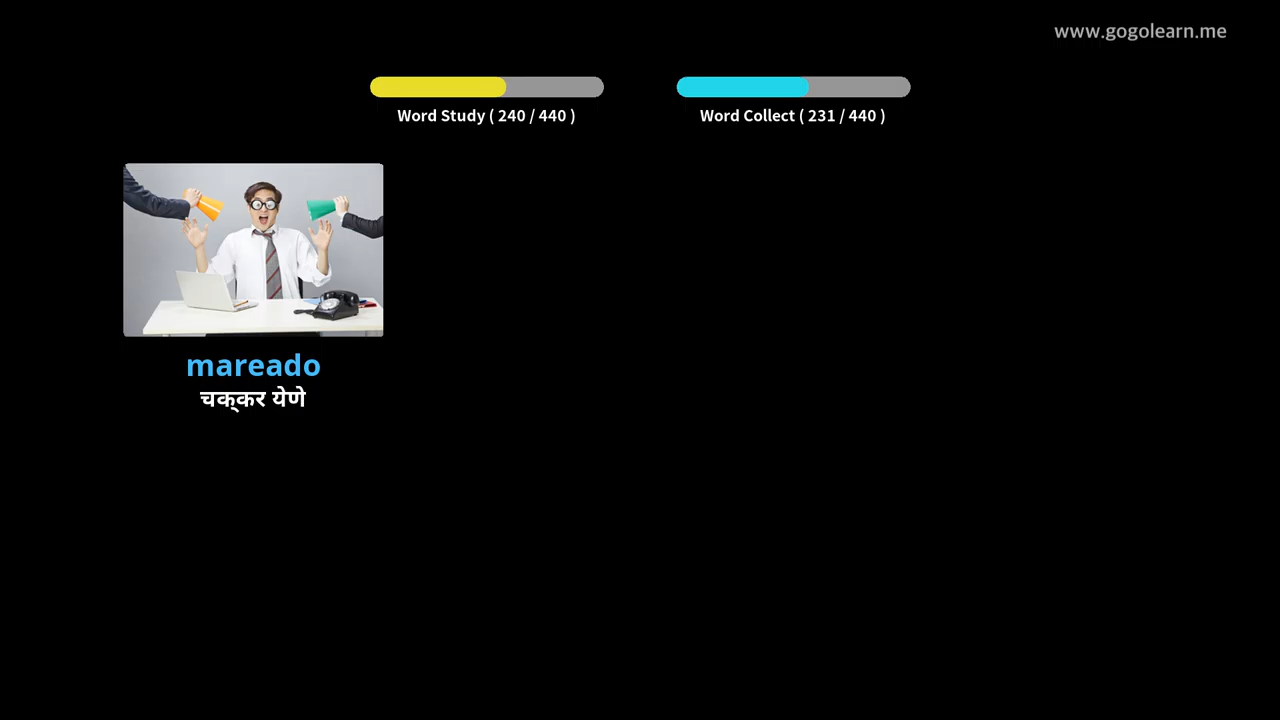 www.gogolearn.me
Word Study ( 240 / 440 )
Word Collect ( 231 / 440 )
mareado
चक्कर येणे